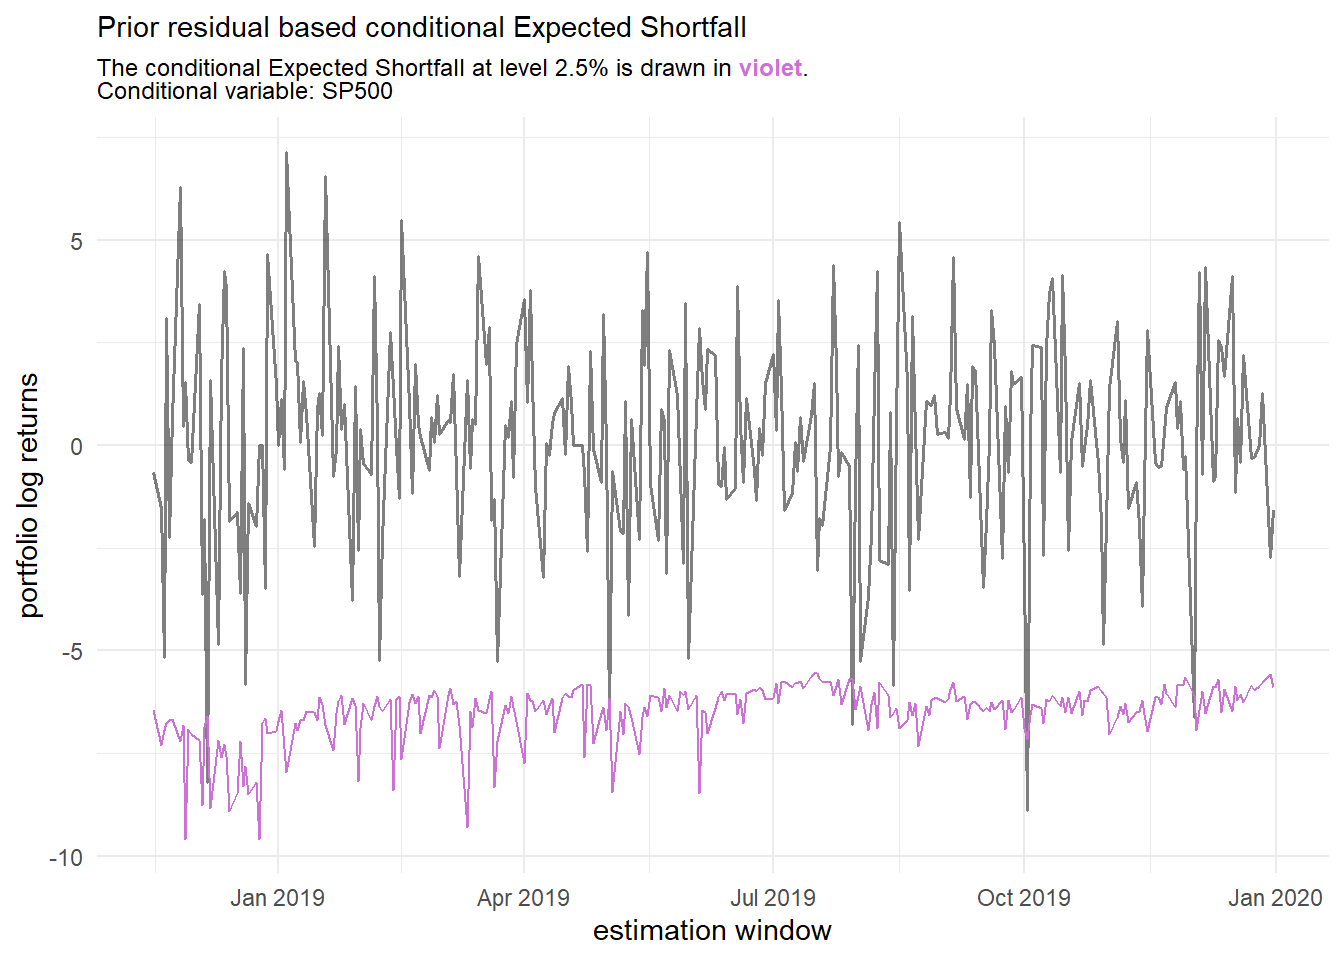 Prior residual based conditional Expected Shortfall
The conditional Expected Shortfall at level 2.5% is drawn in violet.
Conditional variable: SP500
portfolio log returns
5
0
-5
-10
Jan 2019
Apr 2019
Jul 2019
Oct 2019
Jan 2020
estimation window